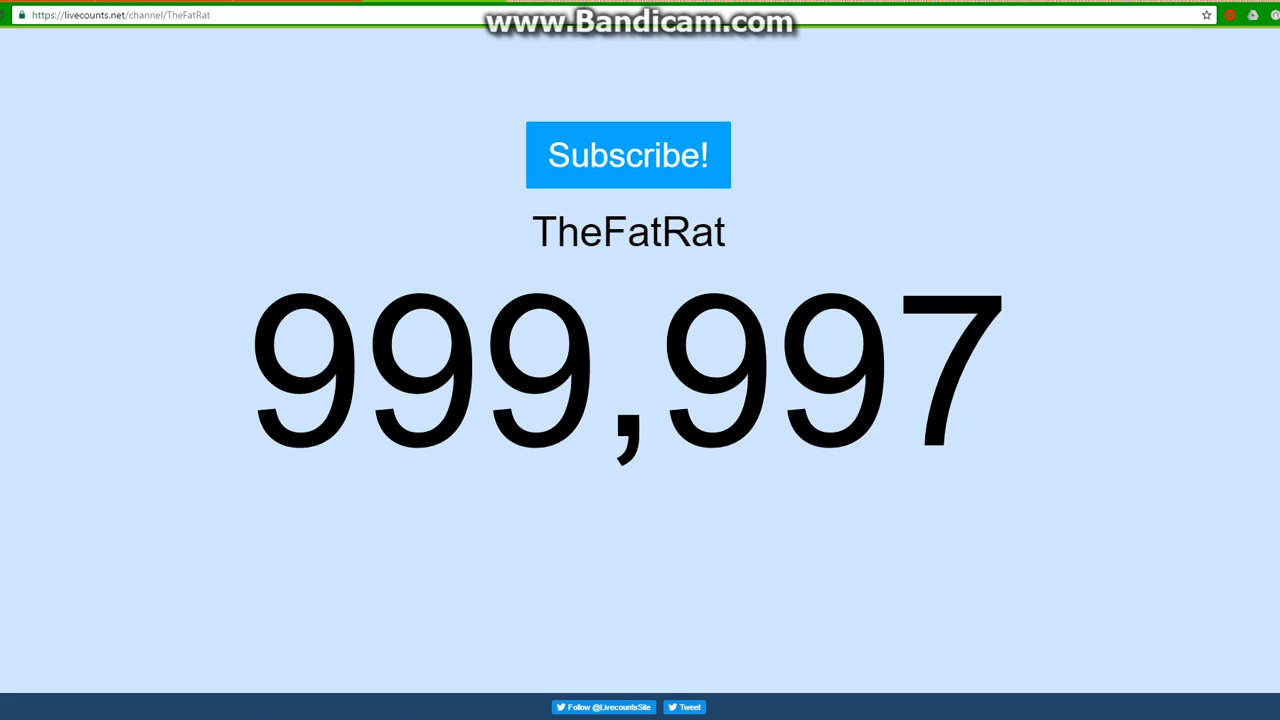 https://livecounts.net/channel/TheFatRat
www.Bandicam.com
Subscribe!
TheFatRat
999,997
Follow @LivecountsSite
Tweet